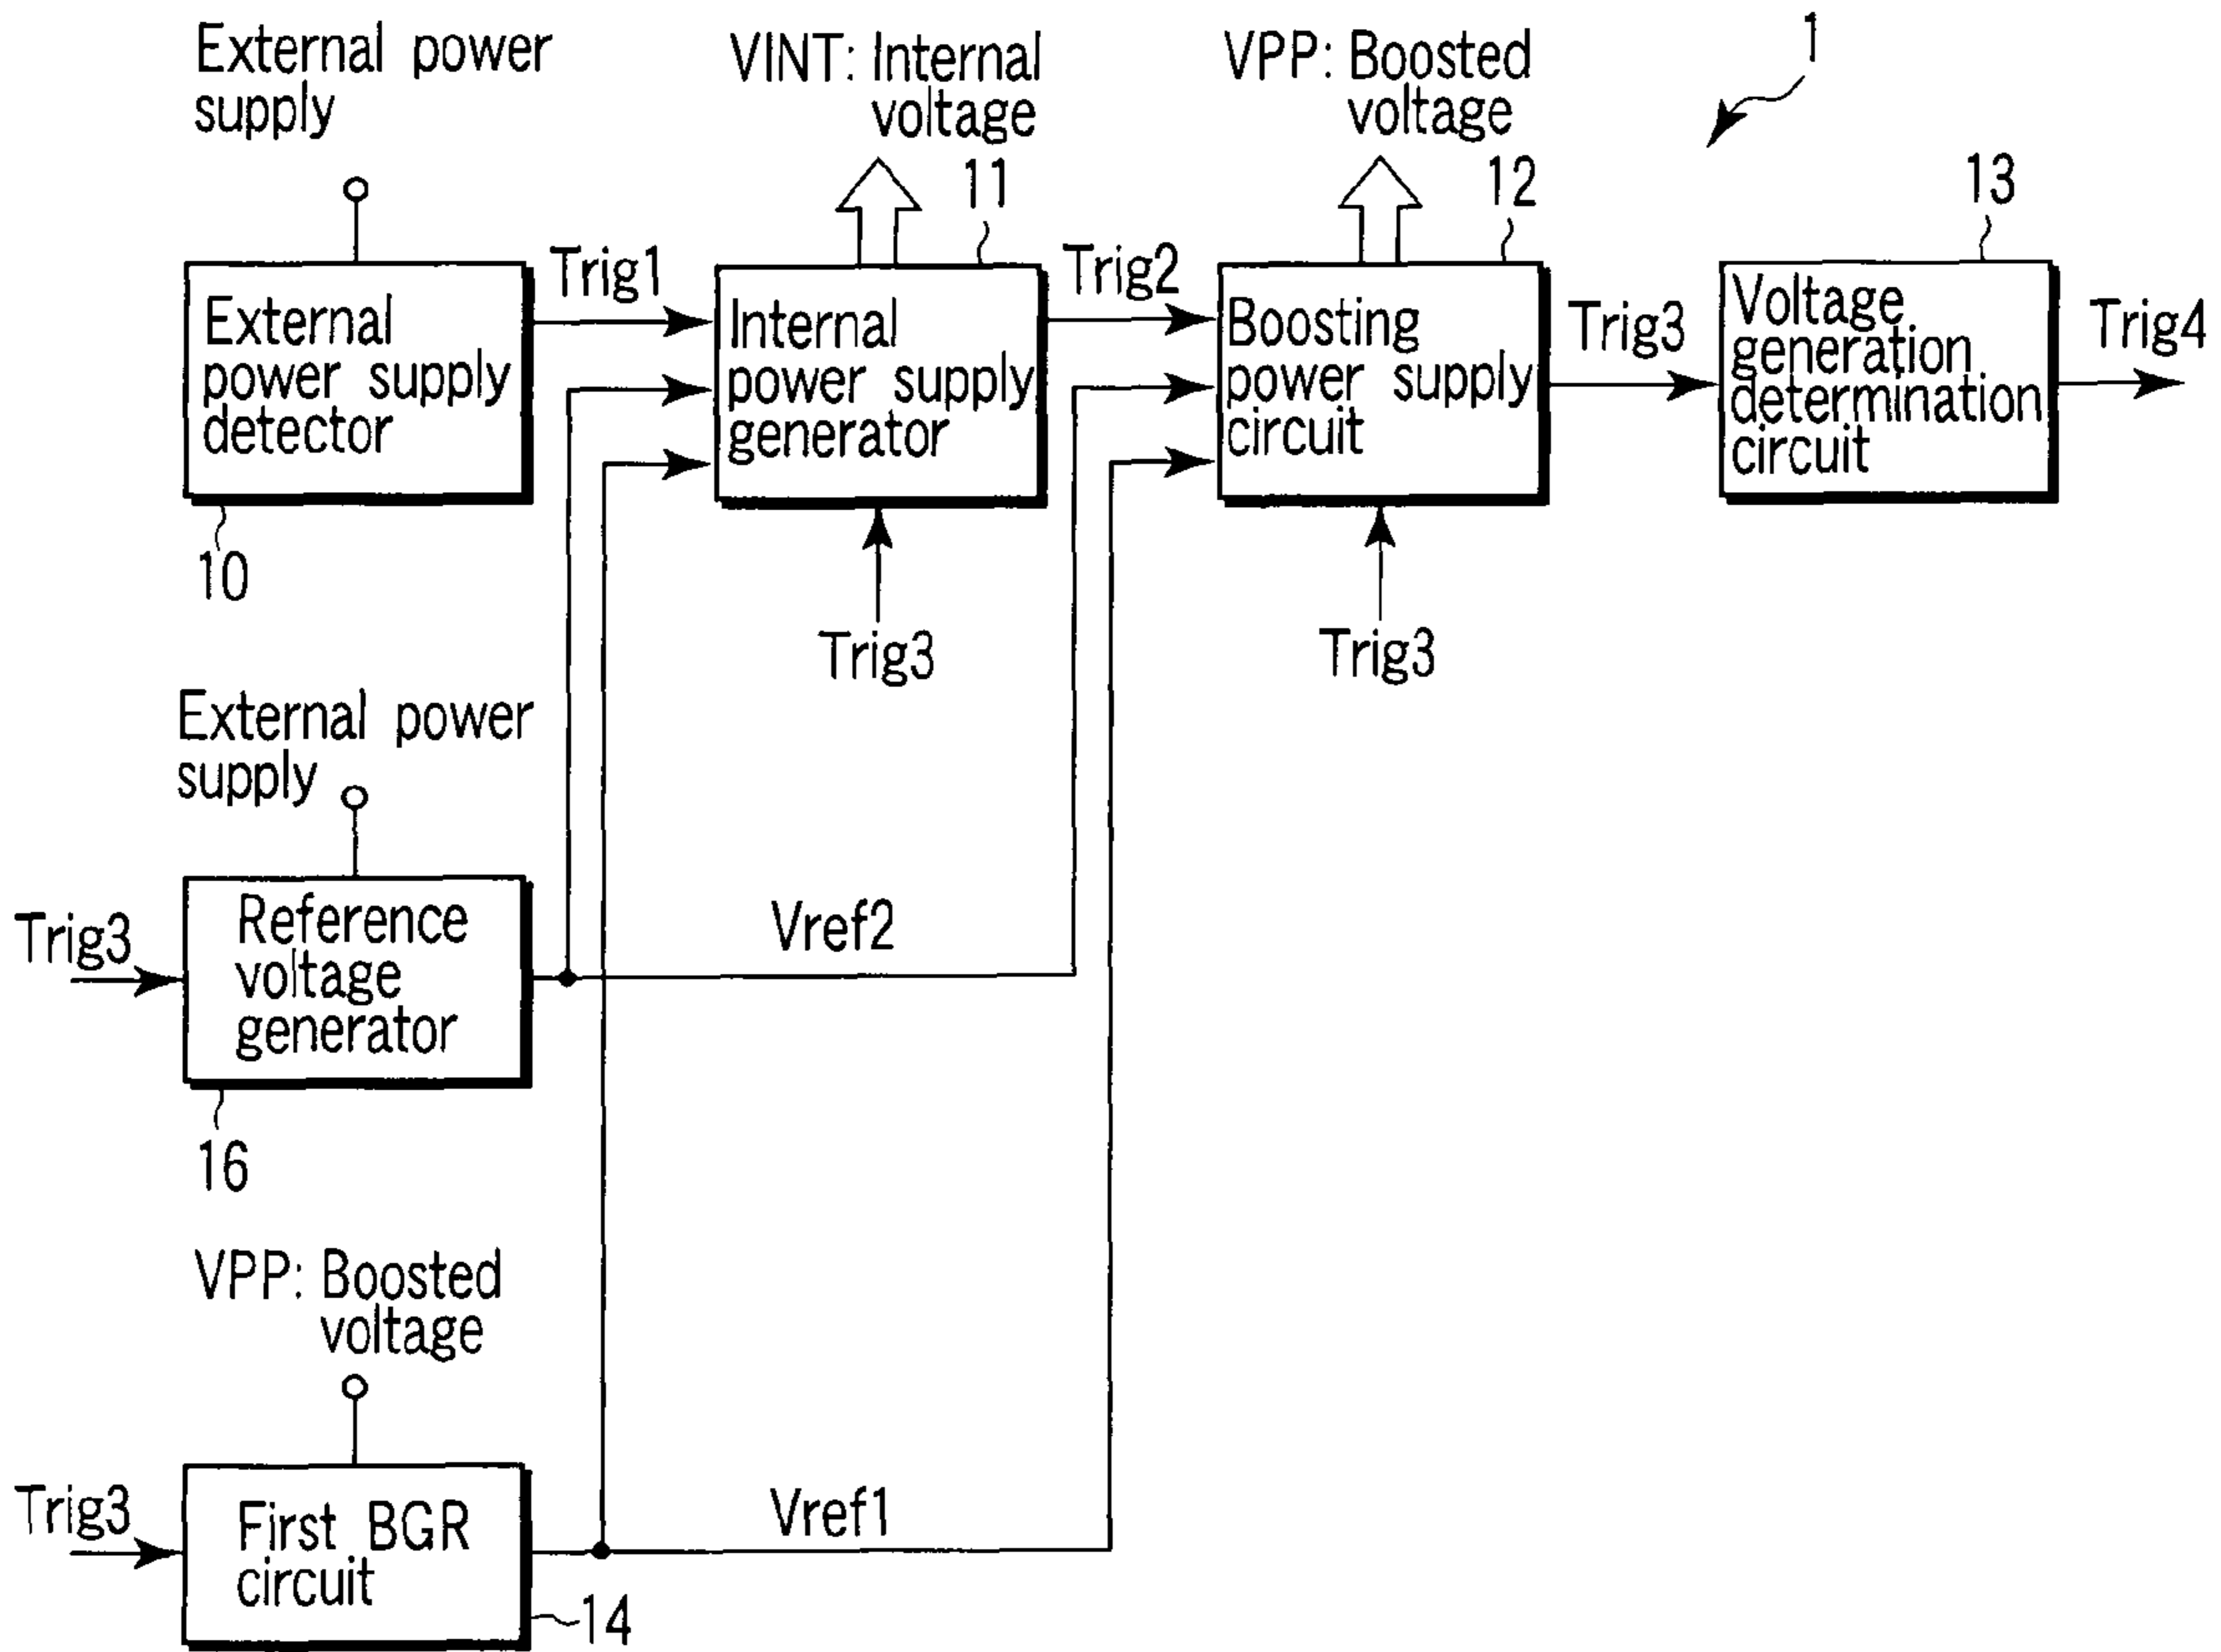 1
External power
supply
VINT: Internal
voltage
VPP: Boosted
voltage
11
12
13
Trig1
Trig2
Trig3
Trig4
External
power supply
detector
Internal
power supply
generator
Boosting
power supply
circuit
Voltage
generation
determination
circuit
10
Trig3
Trig3
External power
supply
Trig3
Reference
voltage
generator
Vref2
16
VPP: Boosted
voltage
Trig3
First BGR
circuit
Vref1
14